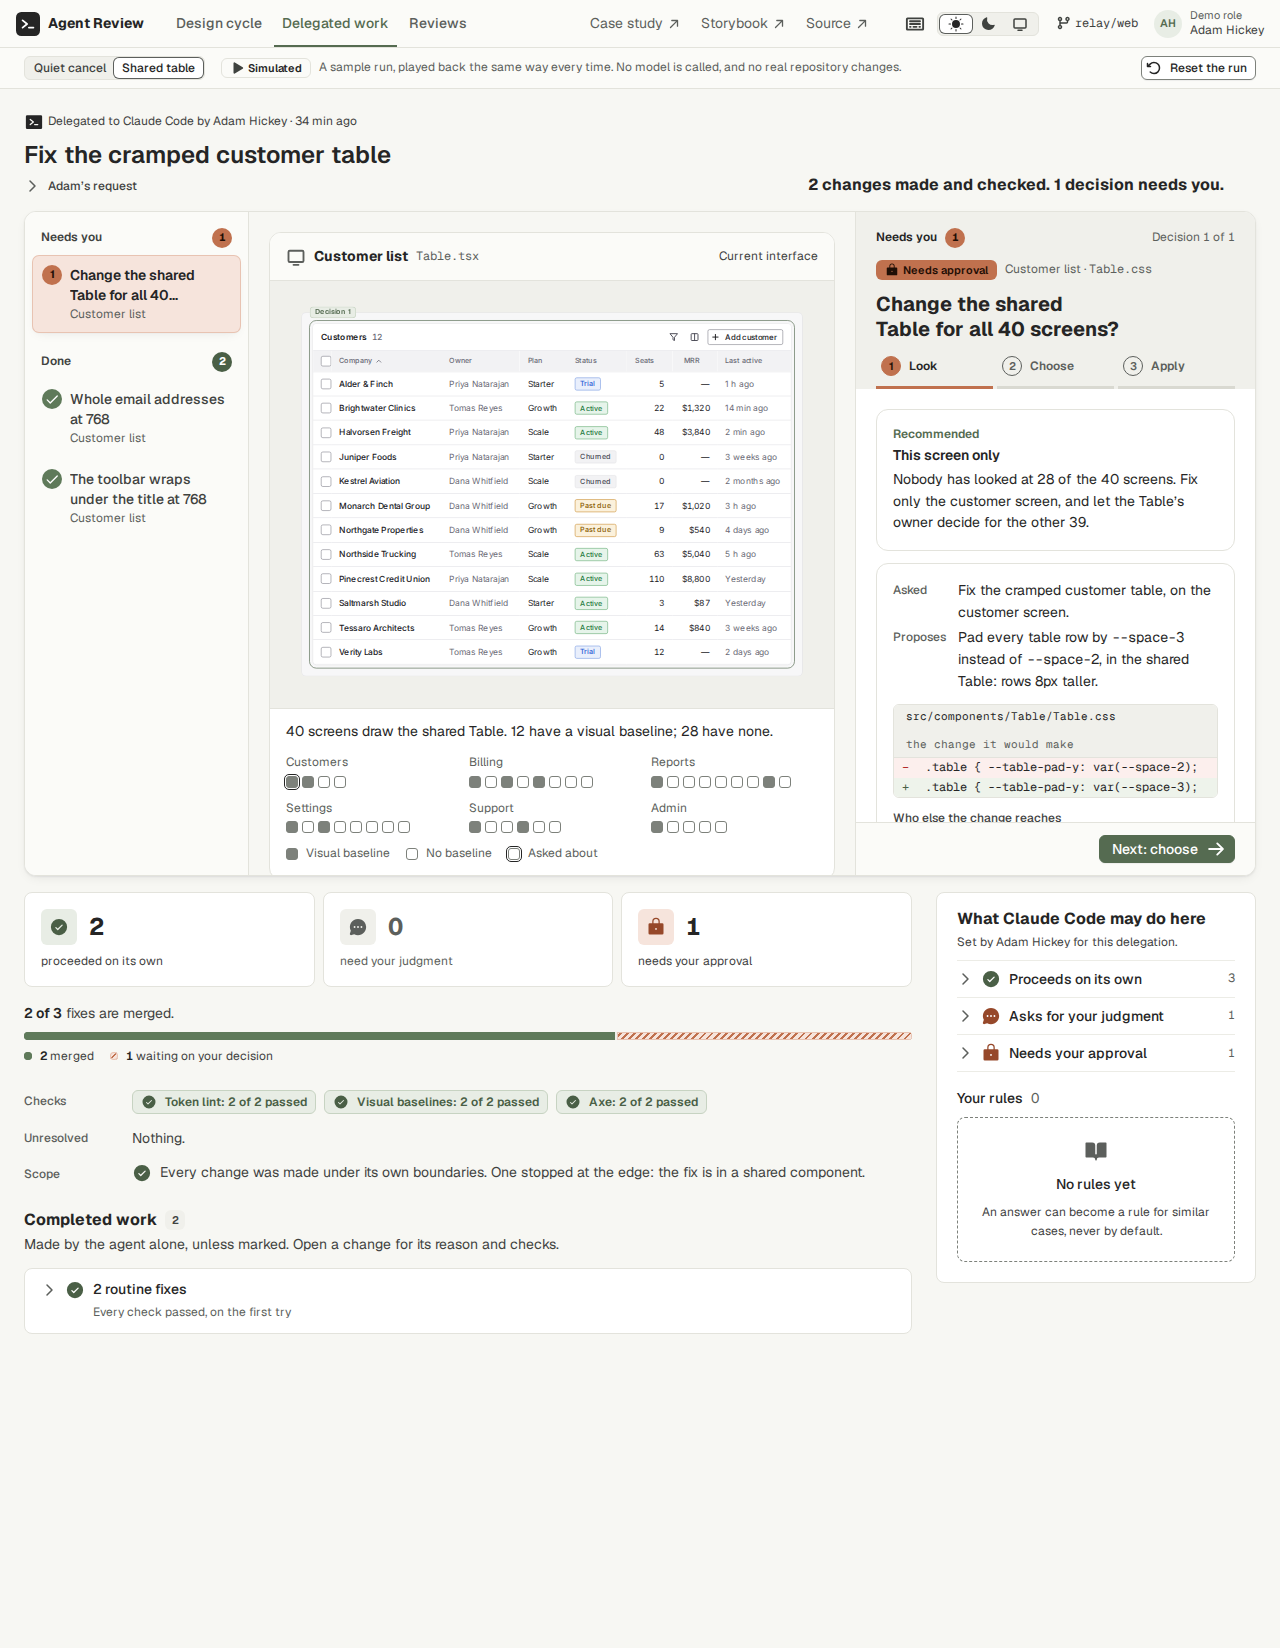 Agent Review
Design cycle
Delegated work
Reviews
Case study
Storybook
Source
relay/web
AH
Demo role
Adam Hickey
Quiet cancel
Shared table
Simulated
A sample run, played back the same way every time. No model is called, and no real repository changes.
Reset the run
Delegated to Claude Code by Adam Hickey · 34 min ago
Fix the cramped customer table
Adam's request
2 changes made and checked. 1 decision needs you.
Needs you 1
1 Change the shared
Table for all 40...
Customer list
Done 2
Whole email addresses
at 768
Customer list
The toolbar wraps
under the title at 768
Customer list
Customer list Table.tsx
Current interface
Decision 1
Customers 12
Add customer
Company Owner Plan Status Seats MRR Last active
Alder & Finch Priya Natarajan Starter Trial 5 — 1 h ago
Brightwater Clinics Tomas Reyes Growth Active 22 $1,320 14 min ago
Halvorsen Freight Priya Natarajan Scale Active 48 $3,840 2 min ago
Juniper Foods Priya Natarajan Starter Churned 0 — 3 weeks ago
Kestrel Aviation Dana Whitfield Scale Churned 0 — 2 months ago
Monarch Dental Group Dana Whitfield Growth Past due 17 $1,020 3 h ago
Northgate Properties Dana Whitfield Growth Past due 9 $540 4 days ago
Northside Trucking Tomas Reyes Scale Active 63 $5,040 5 h ago
Pinecrest Credit Union Priya Natarajan Scale Active 110 $8,800 Yesterday
Saltmarsh Studio Dana Whitfield Starter Active 3 $87 Yesterday
Tessaro Architects Tomas Reyes Growth Active 14 $840 3 weeks ago
Verity Labs Tomas Reyes Growth Trial 12 — 2 days ago
40 screens draw the shared Table. 12 have a visual baseline; 28 have none.
Customers
Billing
Reports
Settings
Support
Admin
Visual baseline
No baseline
Asked about
Needs you 1
Decision 1 of 1
Needs approval
Customer list · Table.css
Change the shared
Table for all 40 screens?
1 Look
2 Choose
3 Apply
Recommended
This screen only
Nobody has looked at 28 of the 40 screens. Fix
only the customer screen, and let the Table's
owner decide for the other 39.
Asked Fix the cramped customer table, on the
customer screen.
Proposes Pad every table row by --space-3
instead of --space-2, in the shared
Table: rows 8px taller.
src/components/Table/Table.css
the change it would make
- .table { --table-pad-y: var(--space-2);
+ .table { --table-pad-y: var(--space-3);
Who else the change reaches
Next: choose
2
proceeded on its own
0
need your judgment
1
needs your approval
2 of 3 fixes are merged.
2 merged
1 waiting on your decision
Checks
Token lint: 2 of 2 passed
Visual baselines: 2 of 2 passed
Axe: 2 of 2 passed
Unresolved
Nothing.
Scope
Every change was made under its own boundaries. One stopped at the edge: the fix is in a shared component.
Completed work 2
Made by the agent alone, unless marked. Open a change for its reason and checks.
2 routine fixes
Every check passed, on the first try
What Claude Code may do here
Set by Adam Hickey for this delegation.
Proceeds on its own 3
Asks for your judgment 1
Needs your approval 1
Your rules 0
No rules yet
An answer can become a rule for similar
cases, never by default.